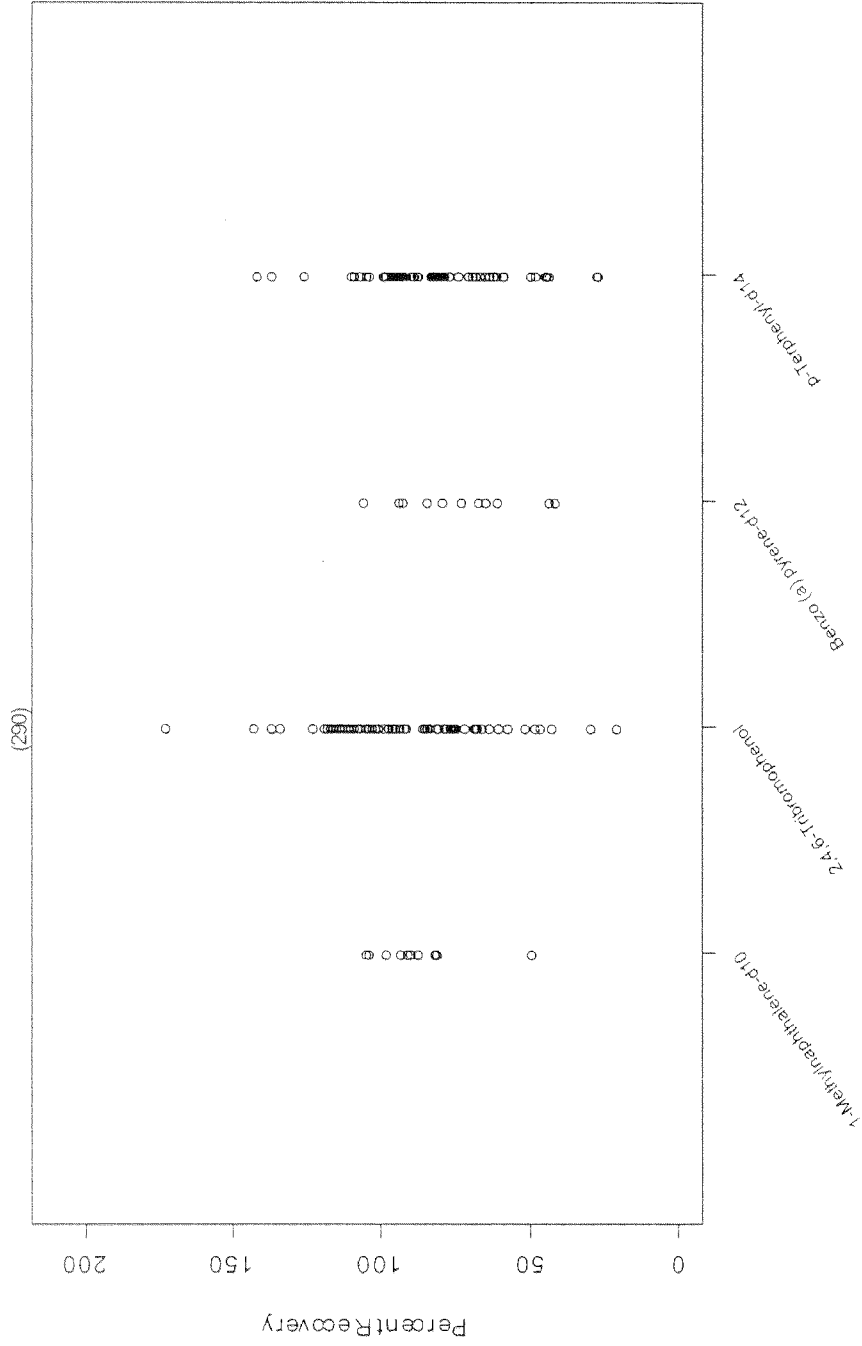 (290)
Percent Recovery
200
150
100
50
0
1-Methylnaphthalene-d10
2,4,6-Tribromophenol
Benzo (a) pyrene-d12
p-Terphenyl-d14